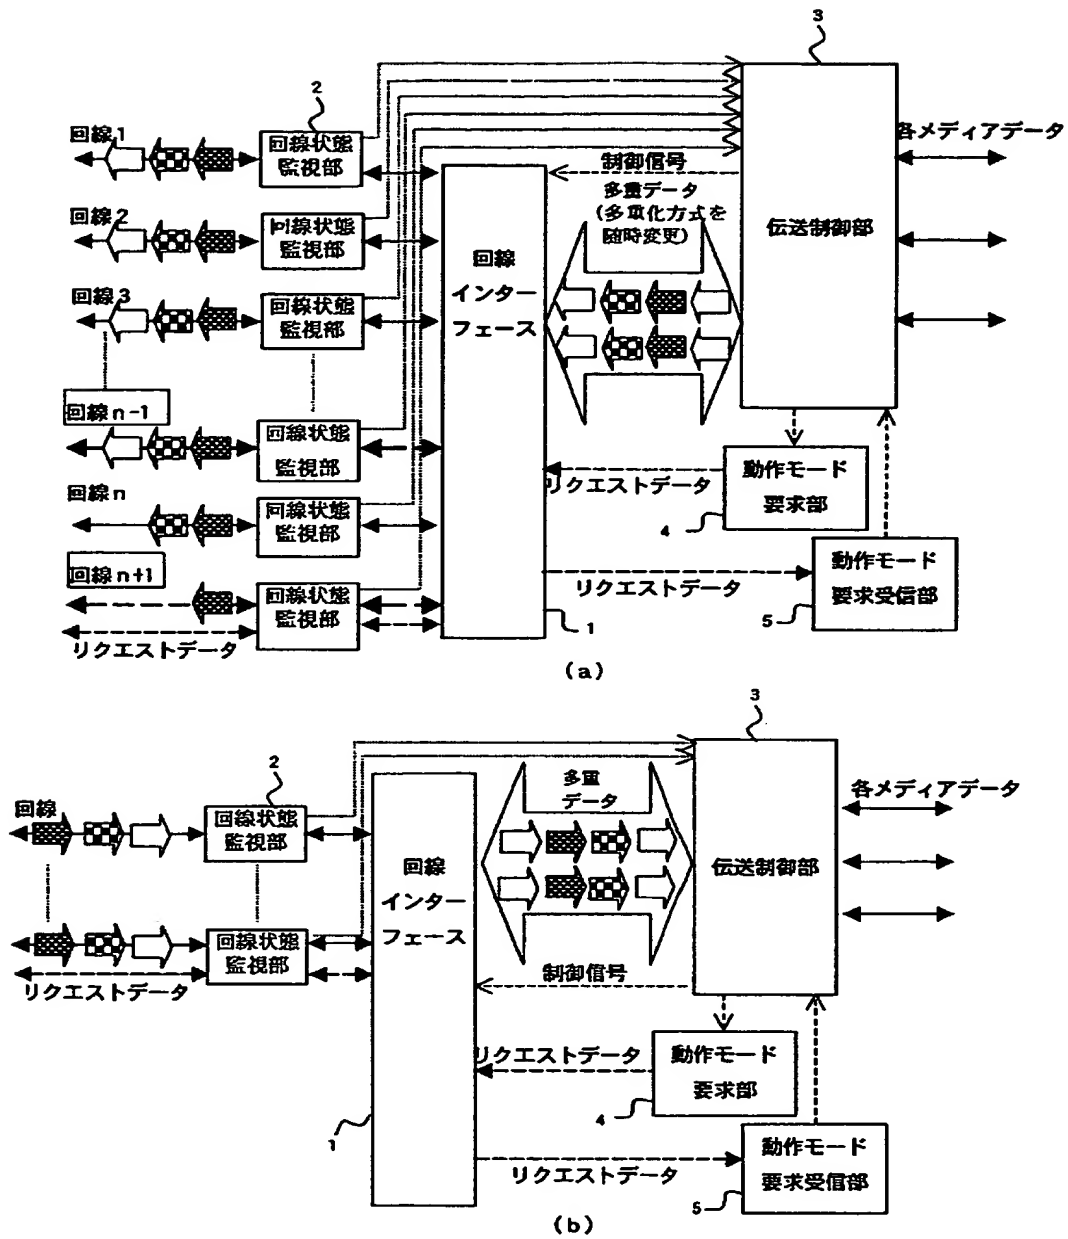 3
2
回線1
回線状態
監視部
各メディアデータ
制御信号
多重データ
(多重化方式を
随時変更)
伝送制御部
回線2
回線状態
監視部
回線
インター
フェース
回線3
回線状態
監視部
回線n-1
回線状態
監視部
動作モード
要求部
リクエストデータ
4
回線n
回線状態
監視部
動作モード
要求受信部
リクエストデータ
5
回線n+1
回線状態
監視部
1
リクエストデータ
(a)
3
2
多重
データ
各メディアデータ
回線
回線状態
監視部
回線
インター
フェース
伝送制御部
回線状態
監視部
制御信号
リクエストデータ
リクエストデータ
動作モード
要求部
4
1
動作モード
要求受信部
リクエストデータ
5
(b)